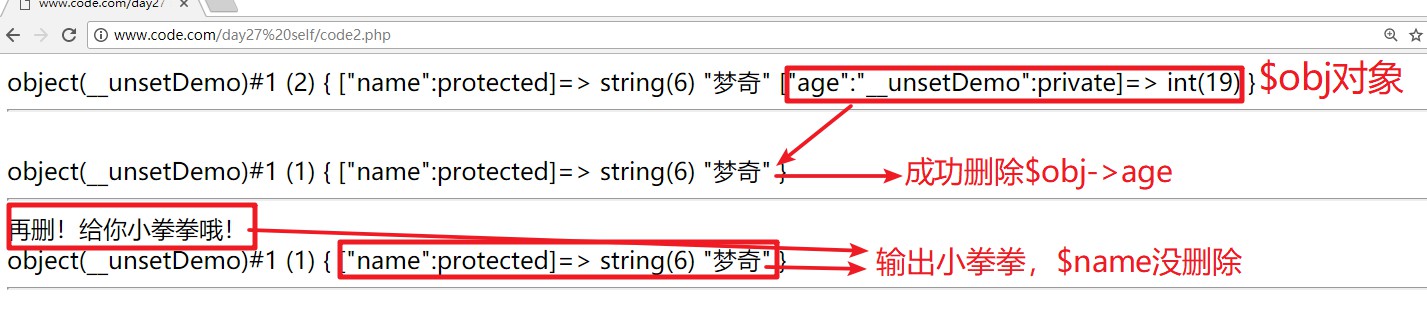 www.code.com/day27
www.code.com/day27%20self/code2.php
object(__unsetDemo)#1 (2) { ["name":protected]=> string(6) "梦奇" ["age":"__unsetDemo":private]=> int(19) } $obj对象
object(__unsetDemo)#1 (1) { ["name":protected]=> string(6) "梦奇" } 成功删除$obj->age
再删！给你小拳拳哦！
object(__unsetDemo)#1 (1) { ["name":protected]=> string(6) "梦奇" } 输出小拳拳，$name没删除